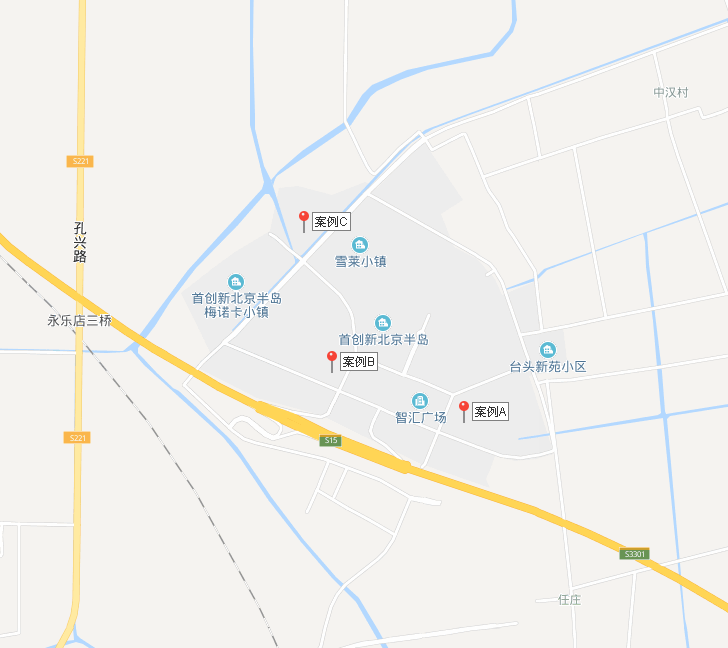 中汉村
S221
案例C
孔兴路
雪莱小镇
首创新北京半岛
梅诺卡小镇
永乐店三桥
首创新北京半岛
案例B
台头新苑小区
智汇广场
案例A
S221
S15
S3301
任庄